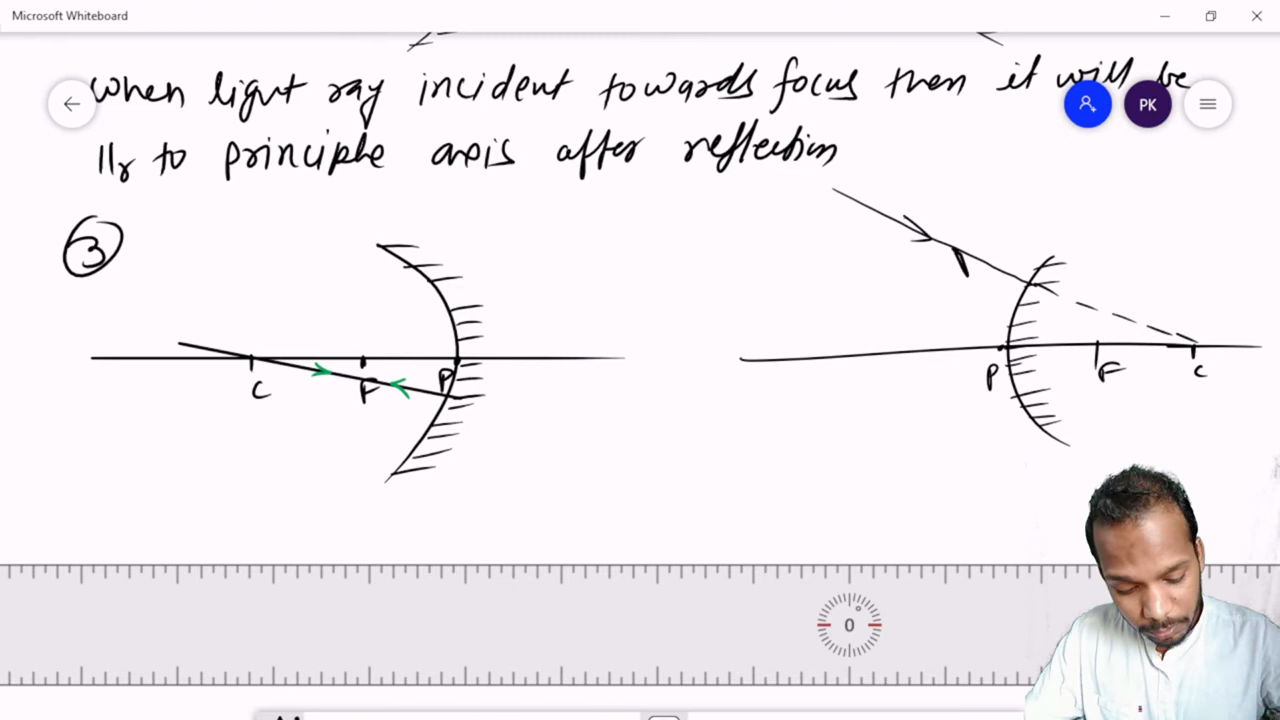 Microsoft Whiteboard
When light ray incident towards focus then it will be
PK
llr to principle axis after reflection
3
C F P
P F C
0